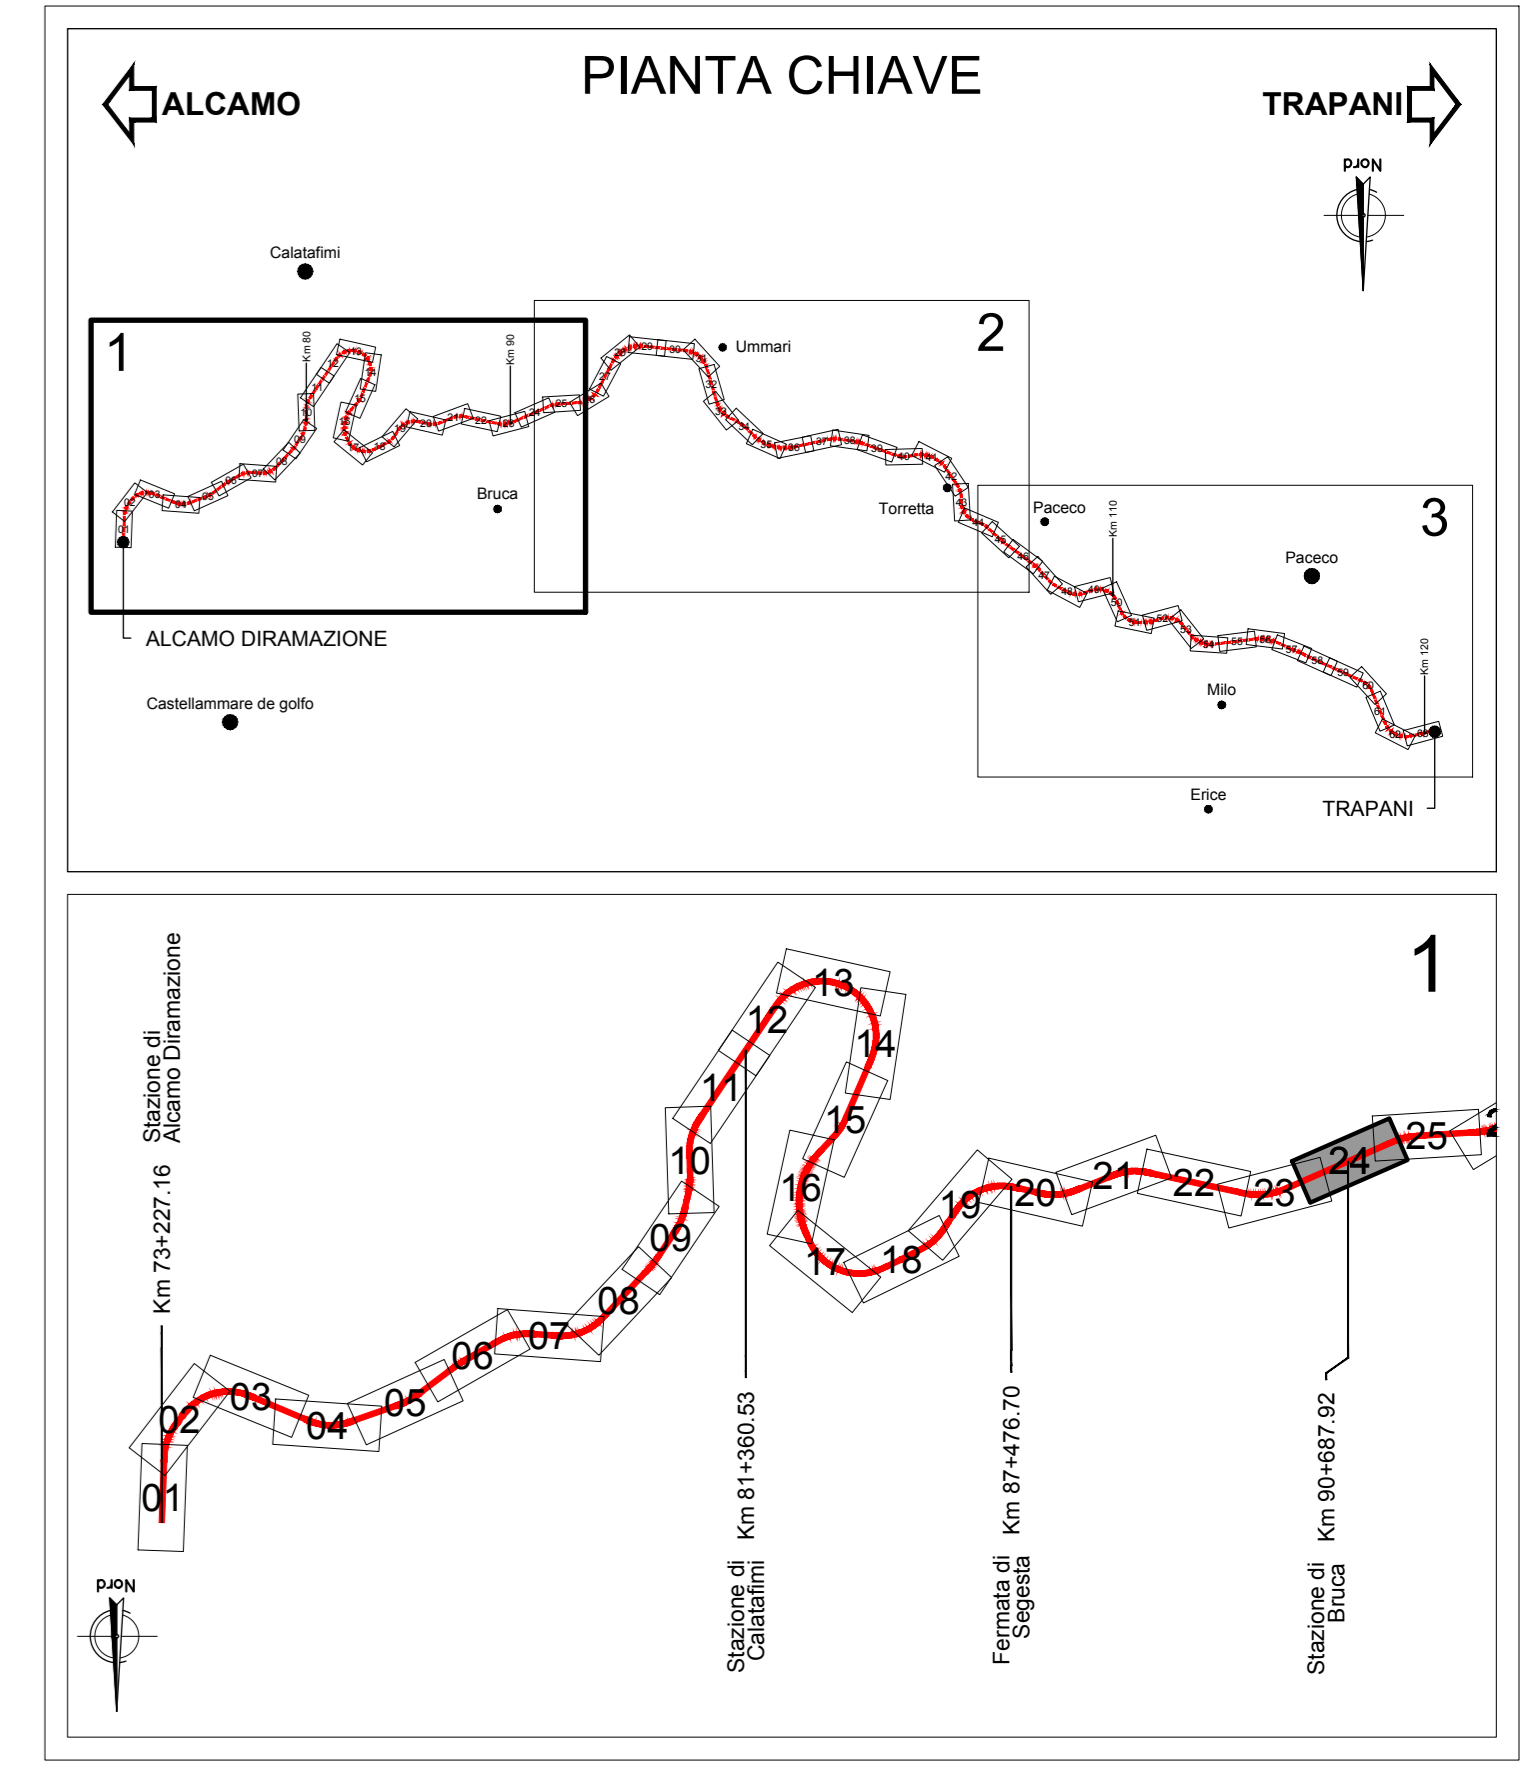 PIANTA CHIAVE
ALCAMO
TRAPANI
Nord
Calatafimi
1
2
3
Km 80
Km 90
Ummari
Bruca
Torretta
Paceco
Km 110
Paceco
Km 120
Milo
Erice
TRAPANI
ALCAMO DIRAMAZIONE
Castellammare de golfo
1
Stazione di
Alcamo Diramazione
Km 73+227.16
01
02
03
04
05
06
07
08
09
10
11
12
13
14
15
16
17
18
19
20
21
22
23
24
25
Km 81+360.53
Stazione di
Calatafimi
Km 87+476.70
Fermata di
Segesta
Km 90+687.92
Stazione di
Bruca
Nord